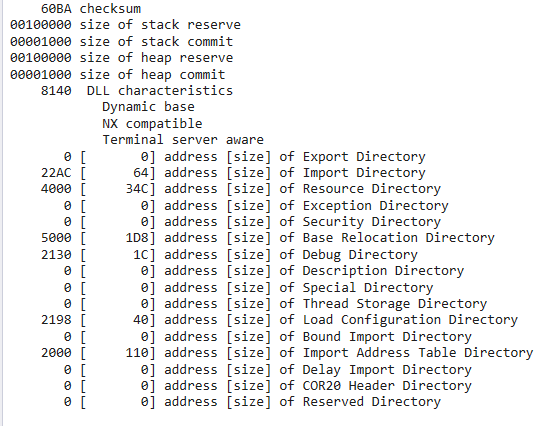 60BA checksum
00100000 size of stack reserve
00001000 size of stack commit
00100000 size of heap reserve
00001000 size of heap commit
    8140  DLL characteristics
            Dynamic base
            NX compatible
            Terminal server aware
       0 [       0] address [size] of Export Directory
    22AC [      64] address [size] of Import Directory
    4000 [     34C] address [size] of Resource Directory
       0 [       0] address [size] of Exception Directory
       0 [       0] address [size] of Security Directory
    5000 [     1D8] address [size] of Base Relocation Directory
    2130 [      1C] address [size] of Debug Directory
       0 [       0] address [size] of Description Directory
       0 [       0] address [size] of Special Directory
       0 [       0] address [size] of Thread Storage Directory
    2198 [      40] address [size] of Load Configuration Directory
       0 [       0] address [size] of Bound Import Directory
    2000 [     110] address [size] of Import Address Table Directory
       0 [       0] address [size] of Delay Import Directory
       0 [       0] address [size] of COR20 Header Directory
       0 [       0] address [size] of Reserved Directory